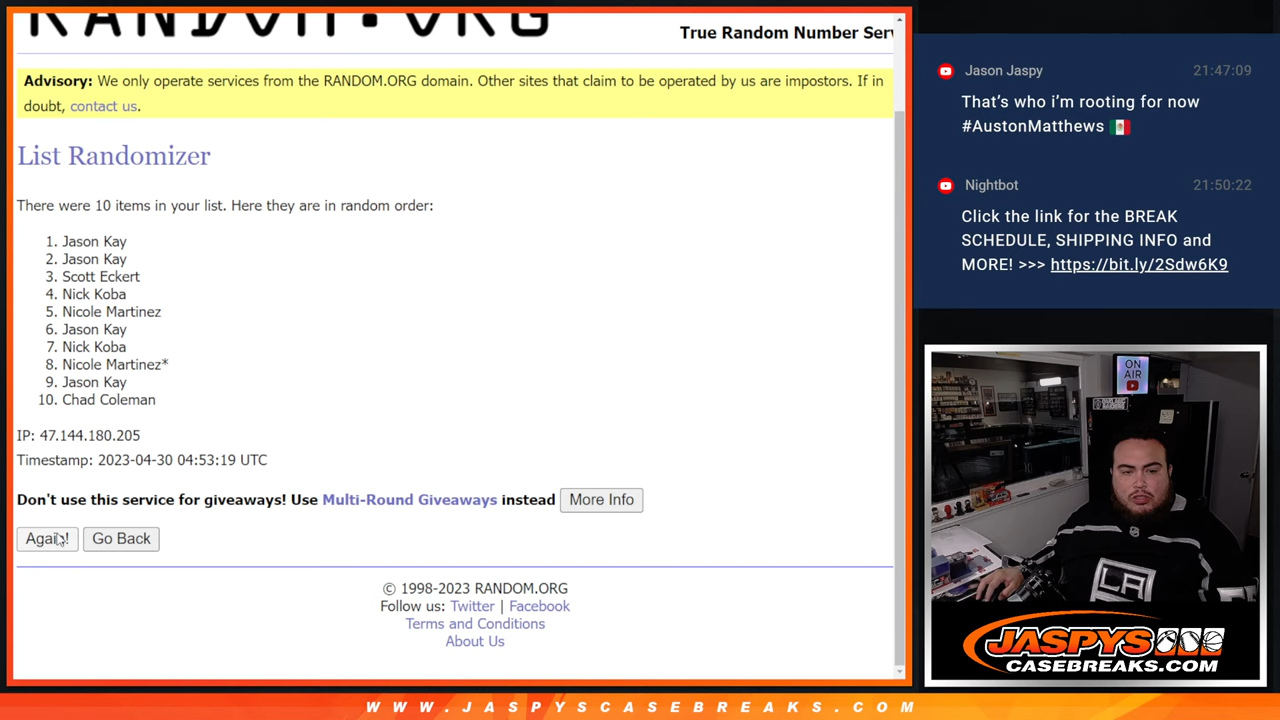 RANDOM.ORG
True Random Number Serv
Advisory: We only operate services from the RANDOM.ORG domain. Other sites that claim to be operated by us are impostors. If in
doubt, contact us.
List Randomizer
There were 10 items in your list. Here they are in random order:
1. Jason Kay
2. Jason Kay
3. Scott Eckert
4. Nick Koba
5. Nicole Martinez
6. Jason Kay
7. Nick Koba
8. Nicole Martinez*
9. Jason Kay
10. Chad Coleman
IP: 47.144.180.205
Timestamp: 2023-04-30 04:53:19 UTC
Don't use this service for giveaways! Use Multi-Round Giveaways instead More Info
Again! Go Back
© 1998-2023 RANDOM.ORG
Follow us: Twitter | Facebook
Terms and Conditions
About Us
Jason Jaspy 21:47:09
That's who i'm rooting for now
#AustonMatthews 🇲🇽
Nightbot 21:50:22
Click the link for the BREAK
SCHEDULE, SHIPPING INFO and
MORE! >>> https://bit.ly/2Sdw6K9
ON
AIR
LA
JASPYS
CASEBREAKS.COM
WWW.JASPYSCASEBREAKS.COM